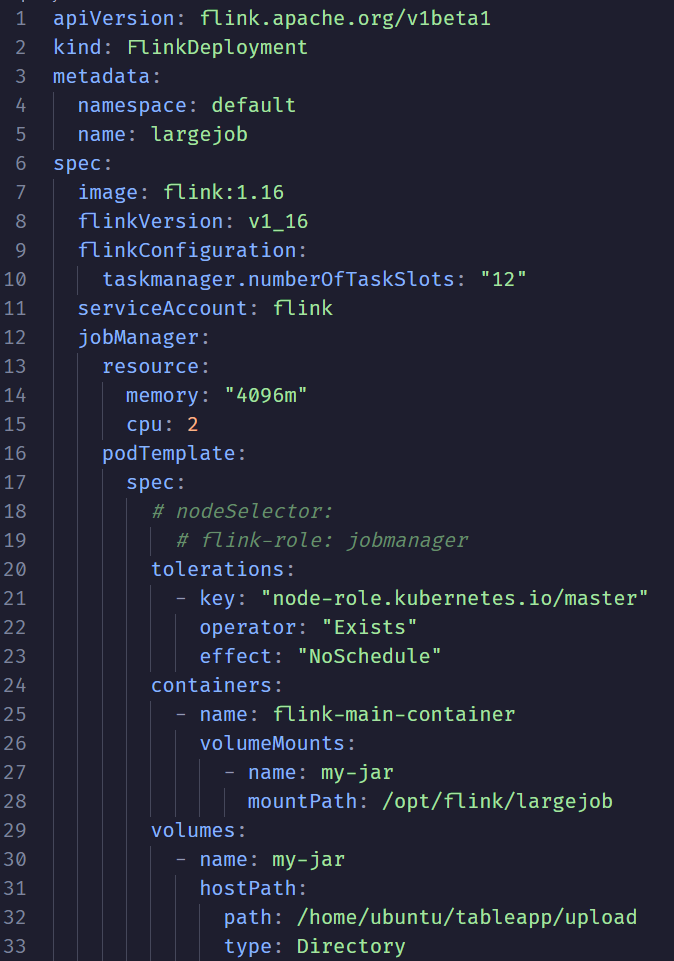 1 apiVersion: flink.apache.org/v1beta1
2 kind: FlinkDeployment
3 metadata:
4   namespace: default
5   name: largejob
6 spec:
7   image: flink:1.16
8   flinkVersion: v1_16
9   flinkConfiguration:
10     taskmanager.numberOfTaskSlots: "12"
11   serviceAccount: flink
12   jobManager:
13     resource:
14       memory: "4096m"
15       cpu: 2
16     podTemplate:
17       spec:
18         # nodeSelector:
19           # flink-role: jobmanager
20         tolerations:
21           - key: "node-role.kubernetes.io/master"
22             operator: "Exists"
23             effect: "NoSchedule"
24         containers:
25           - name: flink-main-container
26             volumeMounts:
27               - name: my-jar
28                 mountPath: /opt/flink/largejob
29         volumes:
30           - name: my-jar
31             hostPath:
32               path: /home/ubuntu/tableapp/upload
33               type: Directory